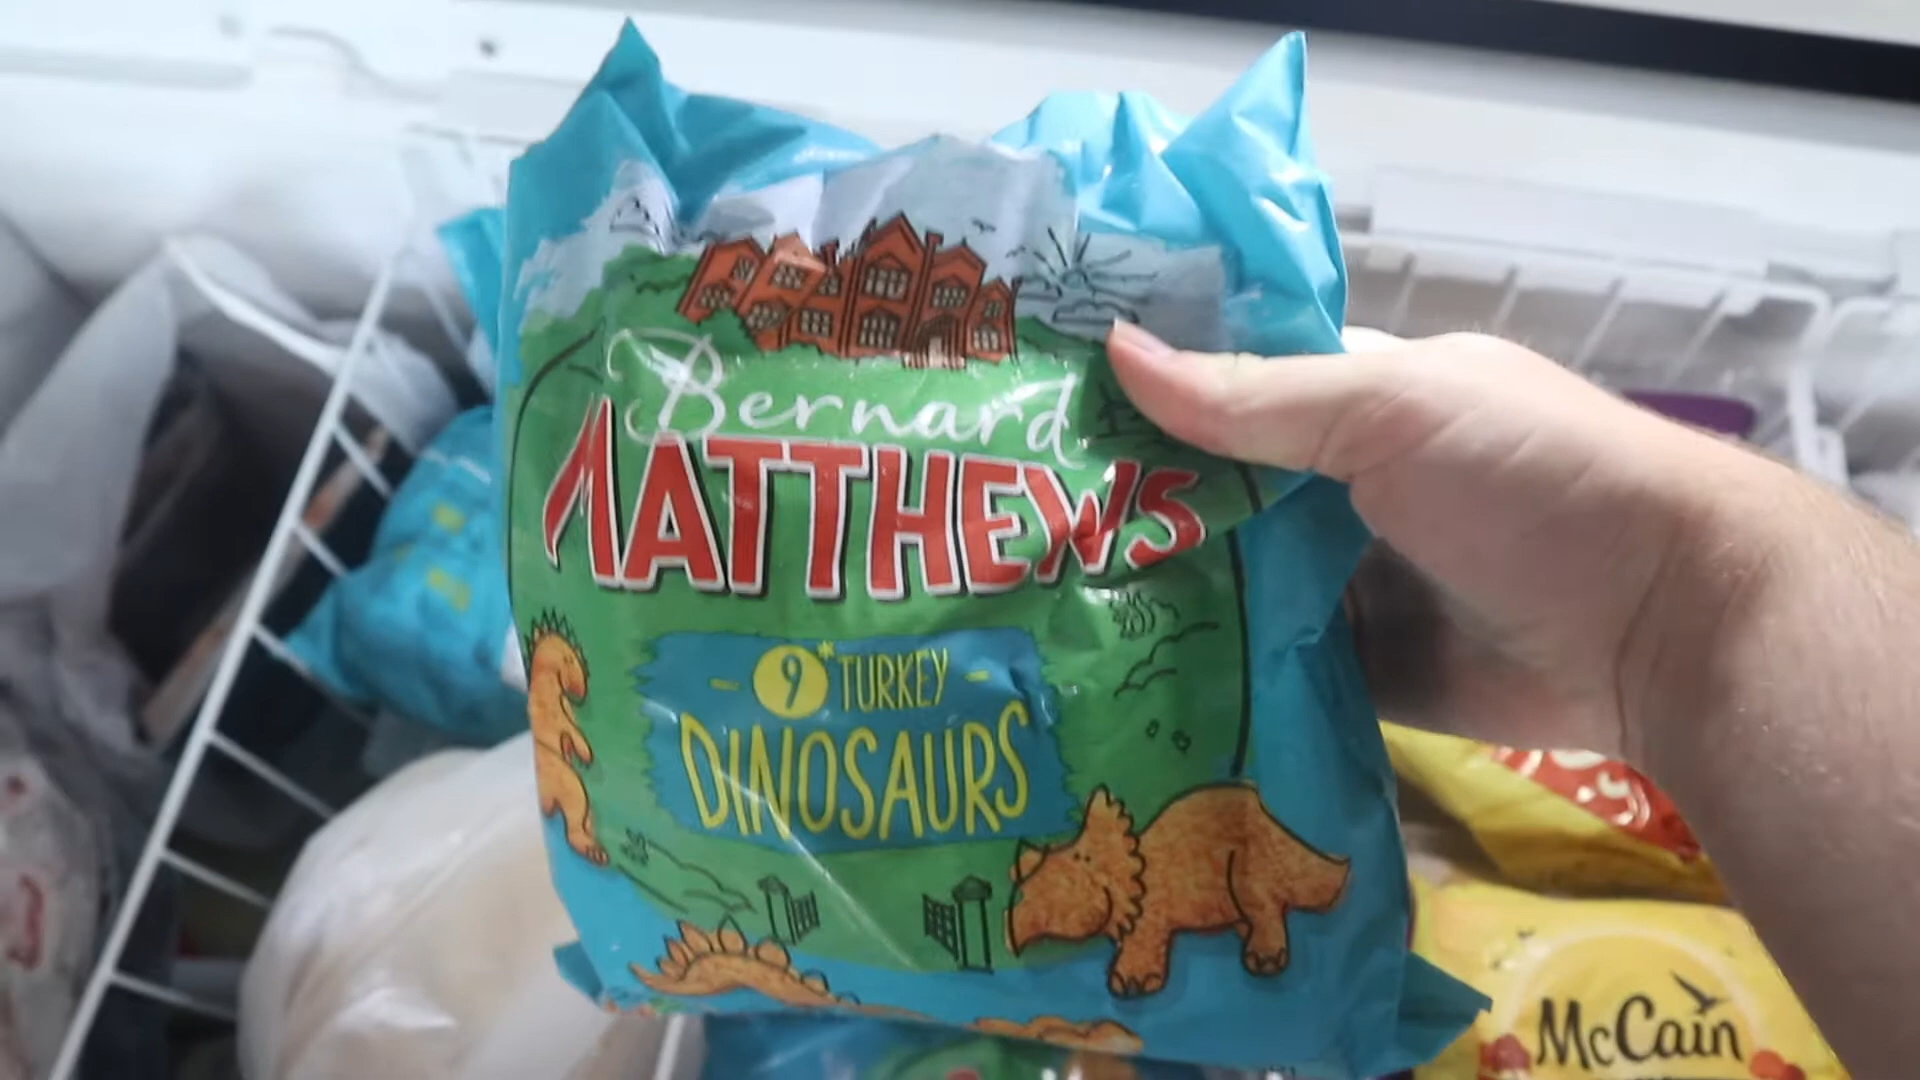 Bernard
MATTHEWS
- 9* TURKEY -
DINOSAURS
McCain